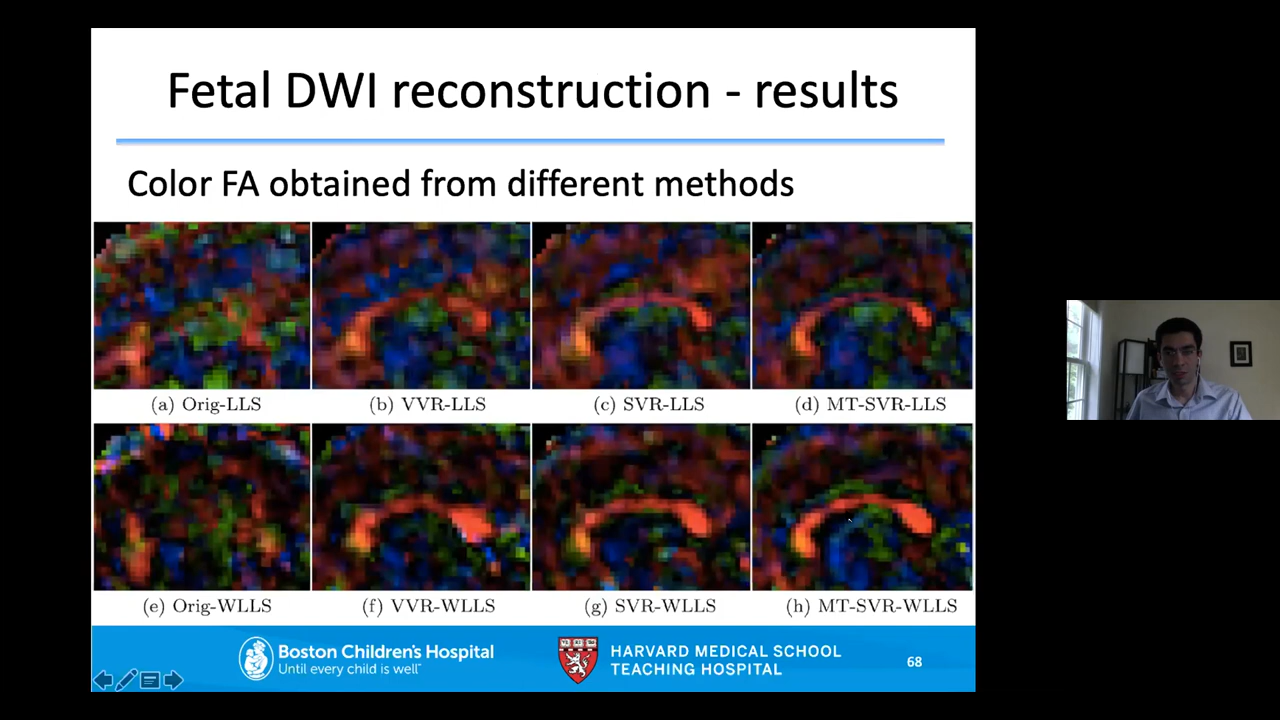 Fetal DWI reconstruction - results
Color FA obtained from different methods
(a) Orig-LLS
(b) VVR-LLS
(c) SVR-LLS
(d) MT-SVR-LLS
(e) Orig-WLLS
(f) VVR-WLLS
(g) SVR-WLLS
(h) MT-SVR-WLLS
Boston Children's Hospital
Until every child is well™
HARVARD MEDICAL SCHOOL
TEACHING HOSPITAL
68